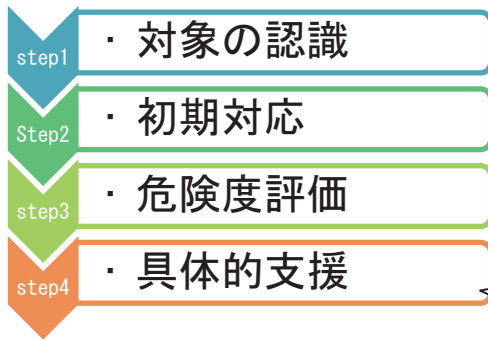 step1
・対象の認識
Step2
・初期対応
step3
・危険度評価
step4
・具体的支援